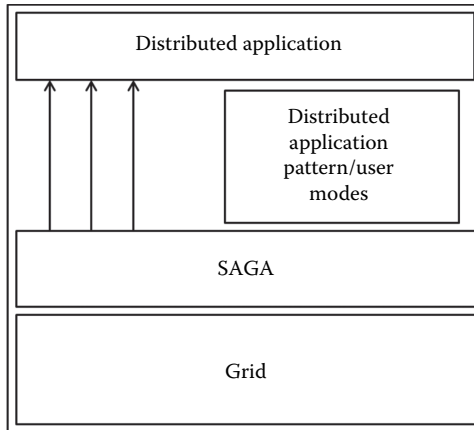 Distributed application
Distributed
application
pattern/user
modes
SAGA
Grid